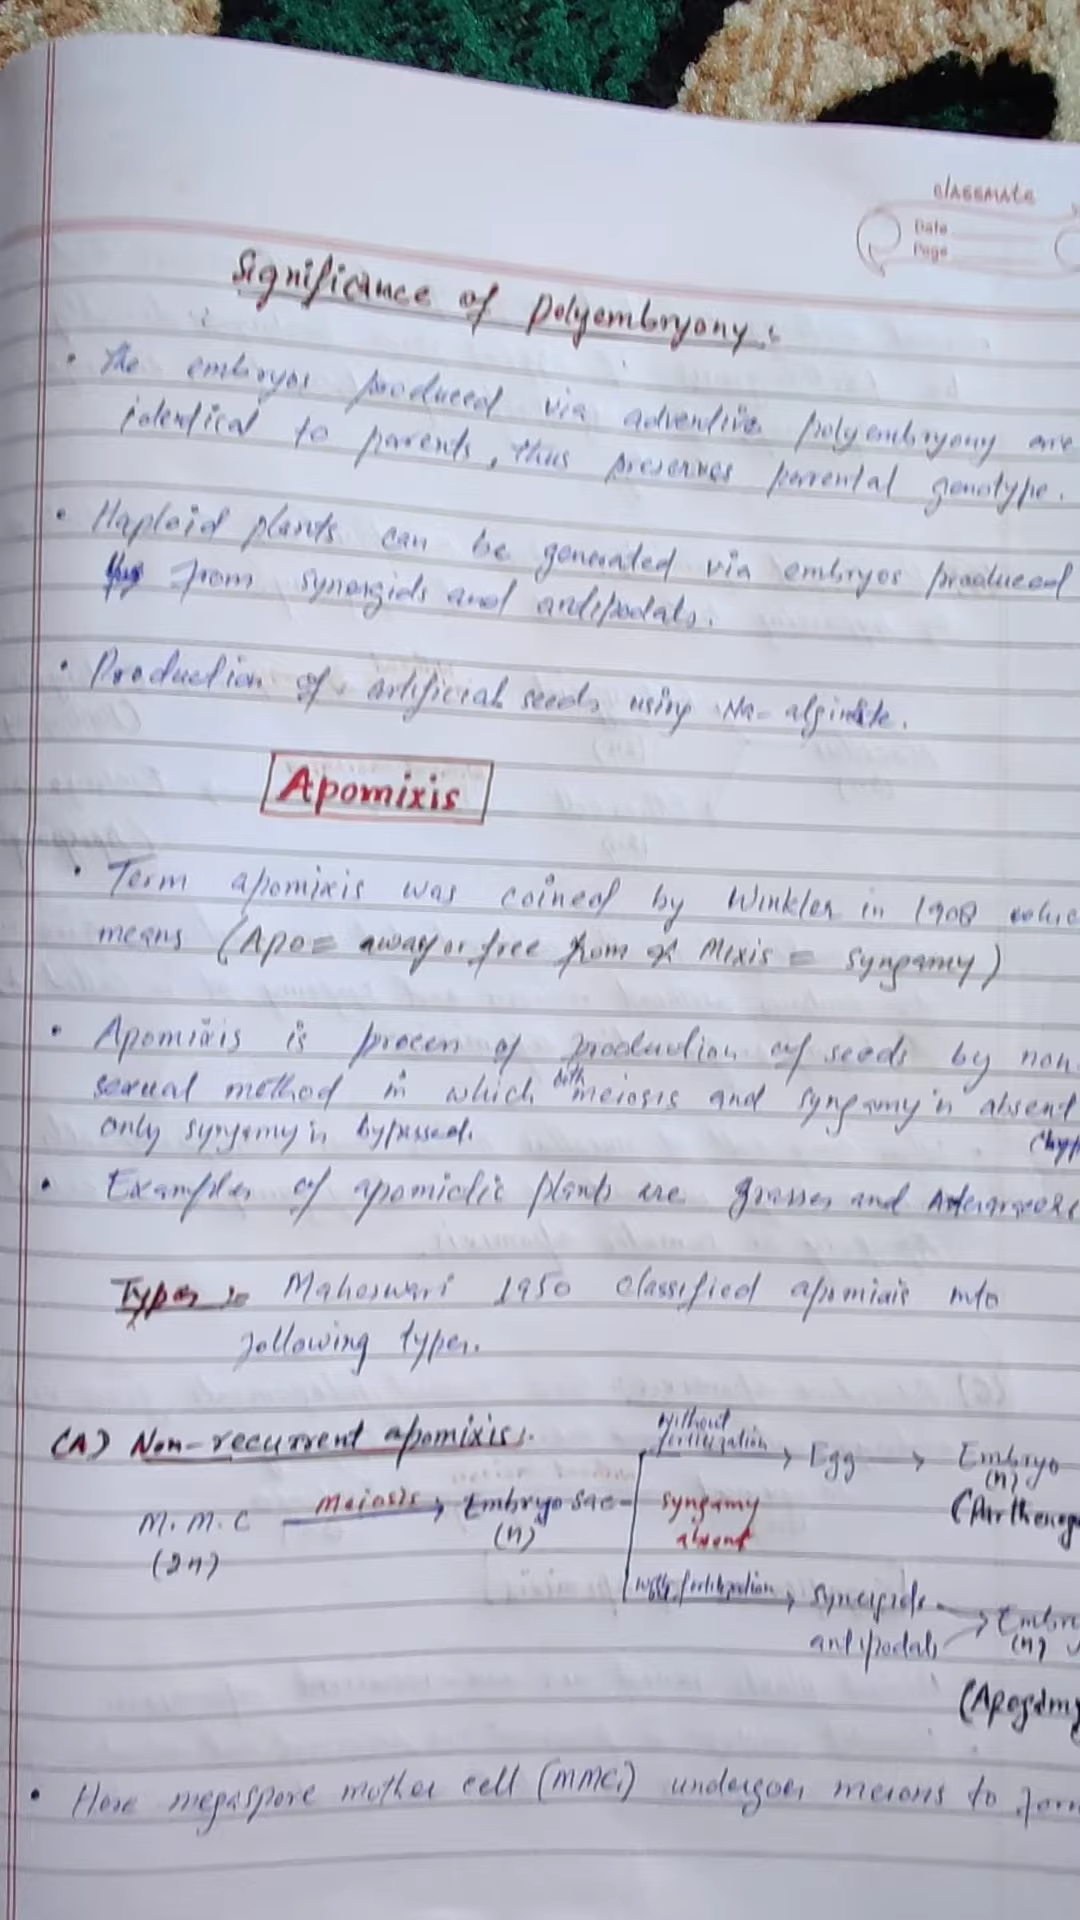 classmate
Date
Page
Significance of Polyembryony:
• The embryos produced via adventive polyembryony are
identical to parents, thus preserves parental genotype.
• Haploid plants can be generated via embryos produced
from synergids and antipodals.
• Production of artificial seeds using Na- alginate.
Apomixis
• Term apomixis was coined by Winkler in 1908
means (Apo = away or free from & Mixis = syngamy)
• Apomixis is process of production of seeds by non
sexual method in which both meiosis and syngamy is absent
only syngamy is bypassed.
• Examples of apomictic plants are grasses and
Types :- Maheswari 1950 classified apomixis into
following types.
(A) Non-recurrent apomixis:-
M.M.C Meiosis → Embryo sac
(2n) (n)
without fertilization → Egg → Embryo
(n)
syngamy
absent
fertilization → synergids
antipodals →
(n)
• Here megaspore mother cell (MMC) undergoes meiosis to